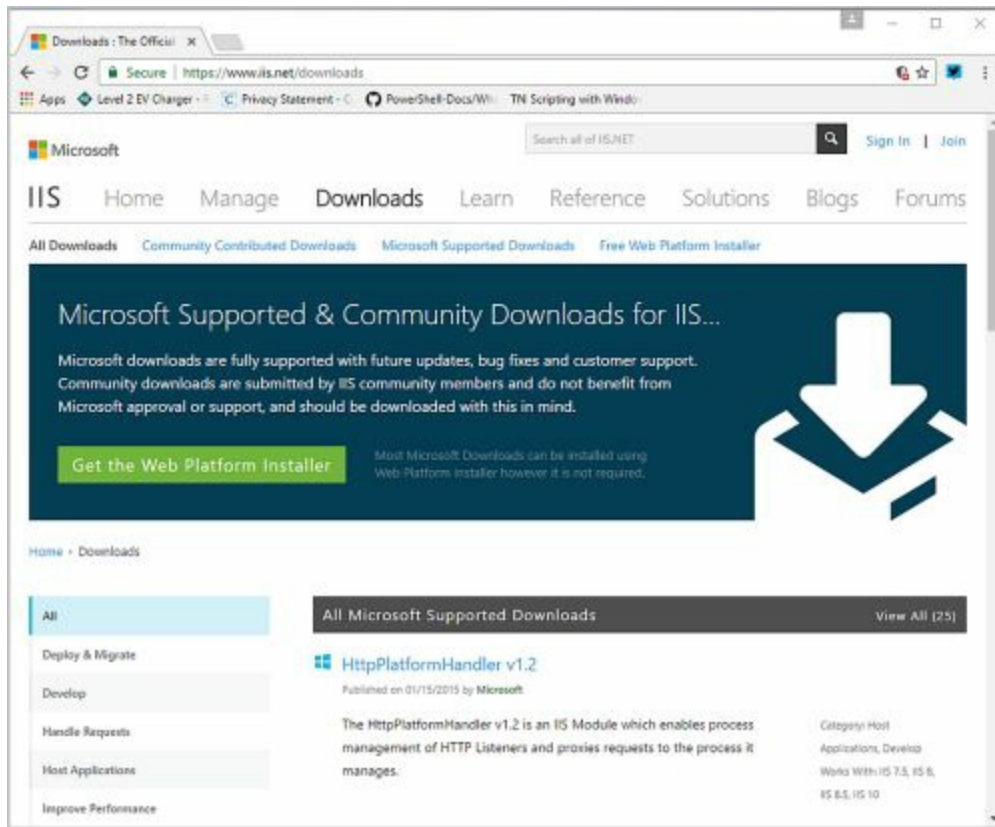 Downloads : The Official
Secure | https://www.iis.net/downloads
Apps Level 2 EV Charger - Privacy Statement - C PowerShell-Docs/Wi TN Scripting with Windo
Microsoft
Search all of IIS.NET
Sign In | Join
IIS Home Manage Downloads Learn Reference Solutions Blogs Forums
All Downloads Community Contributed Downloads Microsoft Supported Downloads Free Web Platform Installer
Microsoft Supported & Community Downloads for IIS...
Microsoft downloads are fully supported with future updates, bug fixes and customer support.
Community downloads are submitted by IIS community members and do not benefit from
Microsoft approval or support, and should be downloaded with this in mind.
Get the Web Platform Installer
Most Microsoft Downloads can be installed using
Web Platform Installer however it is not required.
Home › Downloads
All
Deploy & Migrate
Develop
Handle Requests
Host Applications
Improve Performance
All Microsoft Supported Downloads View All (25)
HttpPlatformHandler v1.2
Published on 01/15/2015 by Microsoft
The HttpPlatformHandler v1.2 is an IIS Module which enables process
management of HTTP Listeners and proxies requests to the process it
manages.
Category: Host
Applications, Develop
Works With: IIS 7.5, IIS 8,
IIS 8.5, IIS 10